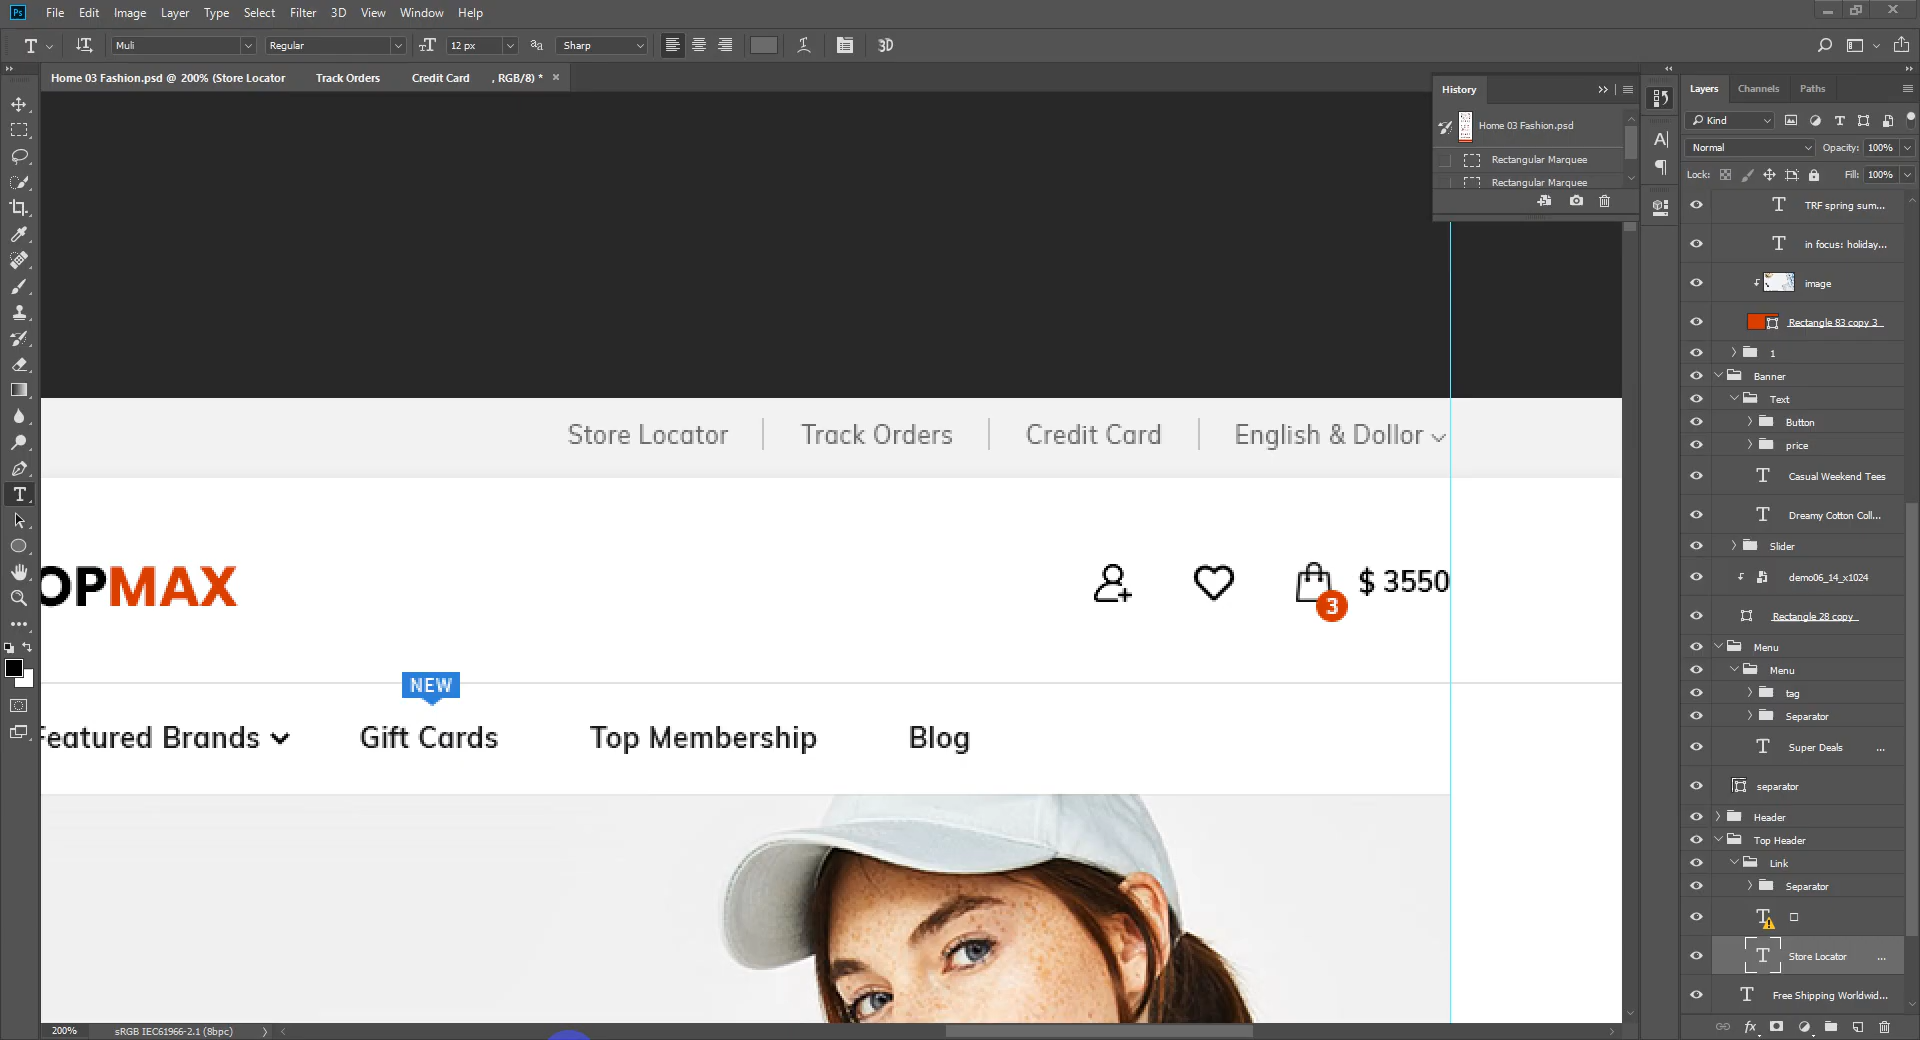 Ps File Edit Image Layer Type Select Filter 3D View Window Help
T Muli Regular 12 px Sharp 3D
Home 03 Fashion.psd @ 200% (Store Locator Track Orders Credit Card , RGB/8) * ×
History
Home 03 Fashion.psd
Rectangular Marquee
Rectangular Marquee
Layers Channels Paths
Kind
Normal Opacity: 100%
Lock: Fill: 100%
TRF spring sum...
in focus: holiday...
image
Rectangle 83 copy 3
1
Banner
Text
Button
price
Casual Weekend Tees
Dreamy Cotton Coll...
Slider
demo06_14_x1024
Rectangle 28 copy
Menu
Menu
tag
Separator
Super Deals ...
separator
Header
Top Header
Link
Separator
Store Locator ...
Free Shipping Worldwid...
fx
Store Locator Track Orders Credit Card English & Dollor
OPMAX
3
$ 3550
NEW
Featured Brands Gift Cards Top Membership Blog
200% sRGB IEC61966-2.1 (8bpc)